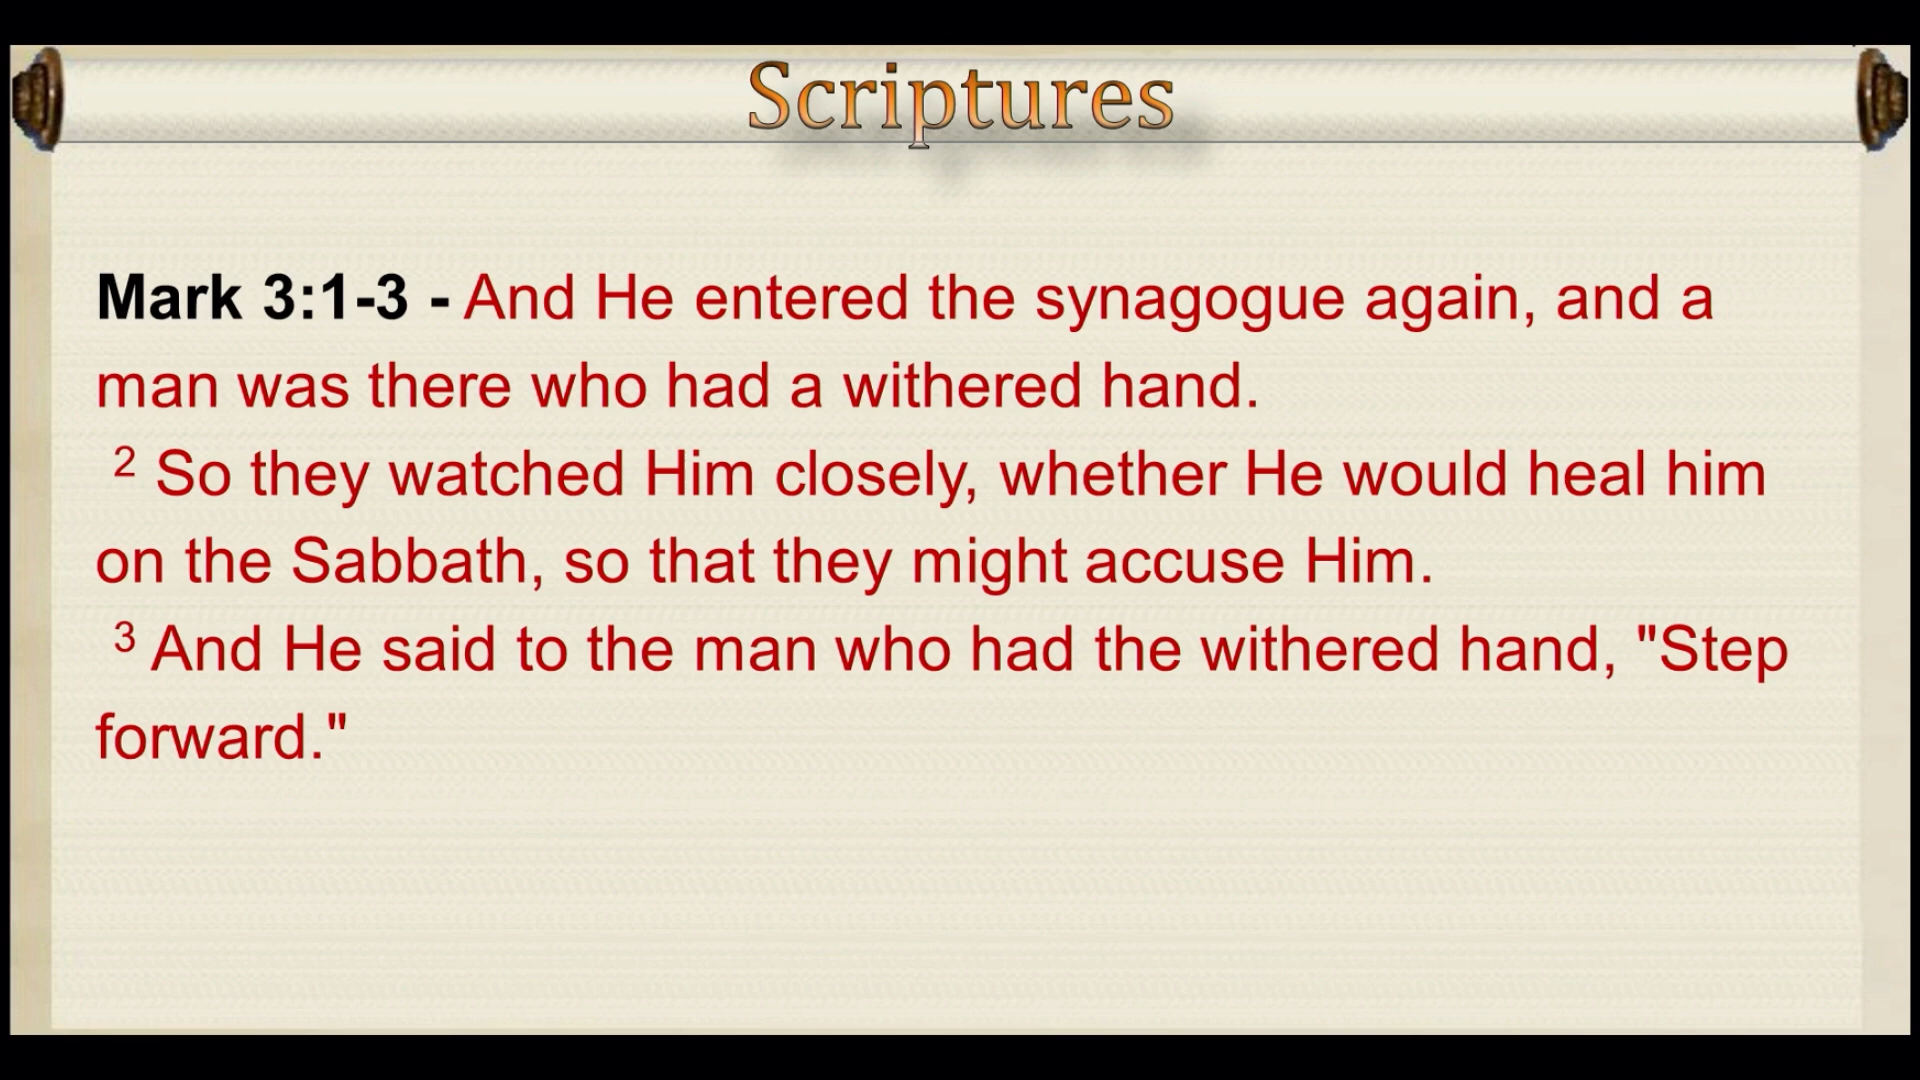 Scriptures
Mark 3:1-3 - And He entered the synagogue again, and a
man was there who had a withered hand.
2 So they watched Him closely, whether He would heal him
on the Sabbath, so that they might accuse Him.
3 And He said to the man who had the withered hand, "Step
forward."